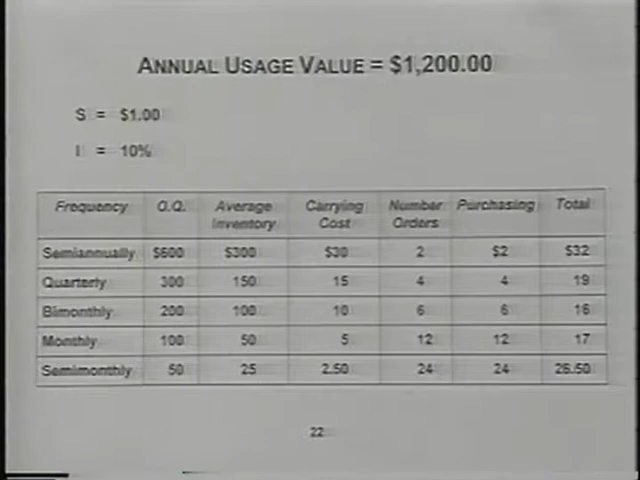 ANNUAL USAGE VALUE = $1,200.00
S = $1.00
I = 10%
Frequency O.Q. Average Inventory Carrying Cost Number Orders Purchasing Total
Semiannually $600 $300 $30 2 $2 $32
Quarterly 300 150 15 4 4 19
Bimonthly 200 100 10 6 6 16
Monthly 100 50 5 12 12 17
Semimonthly 50 25 2.50 24 24 26.50
22